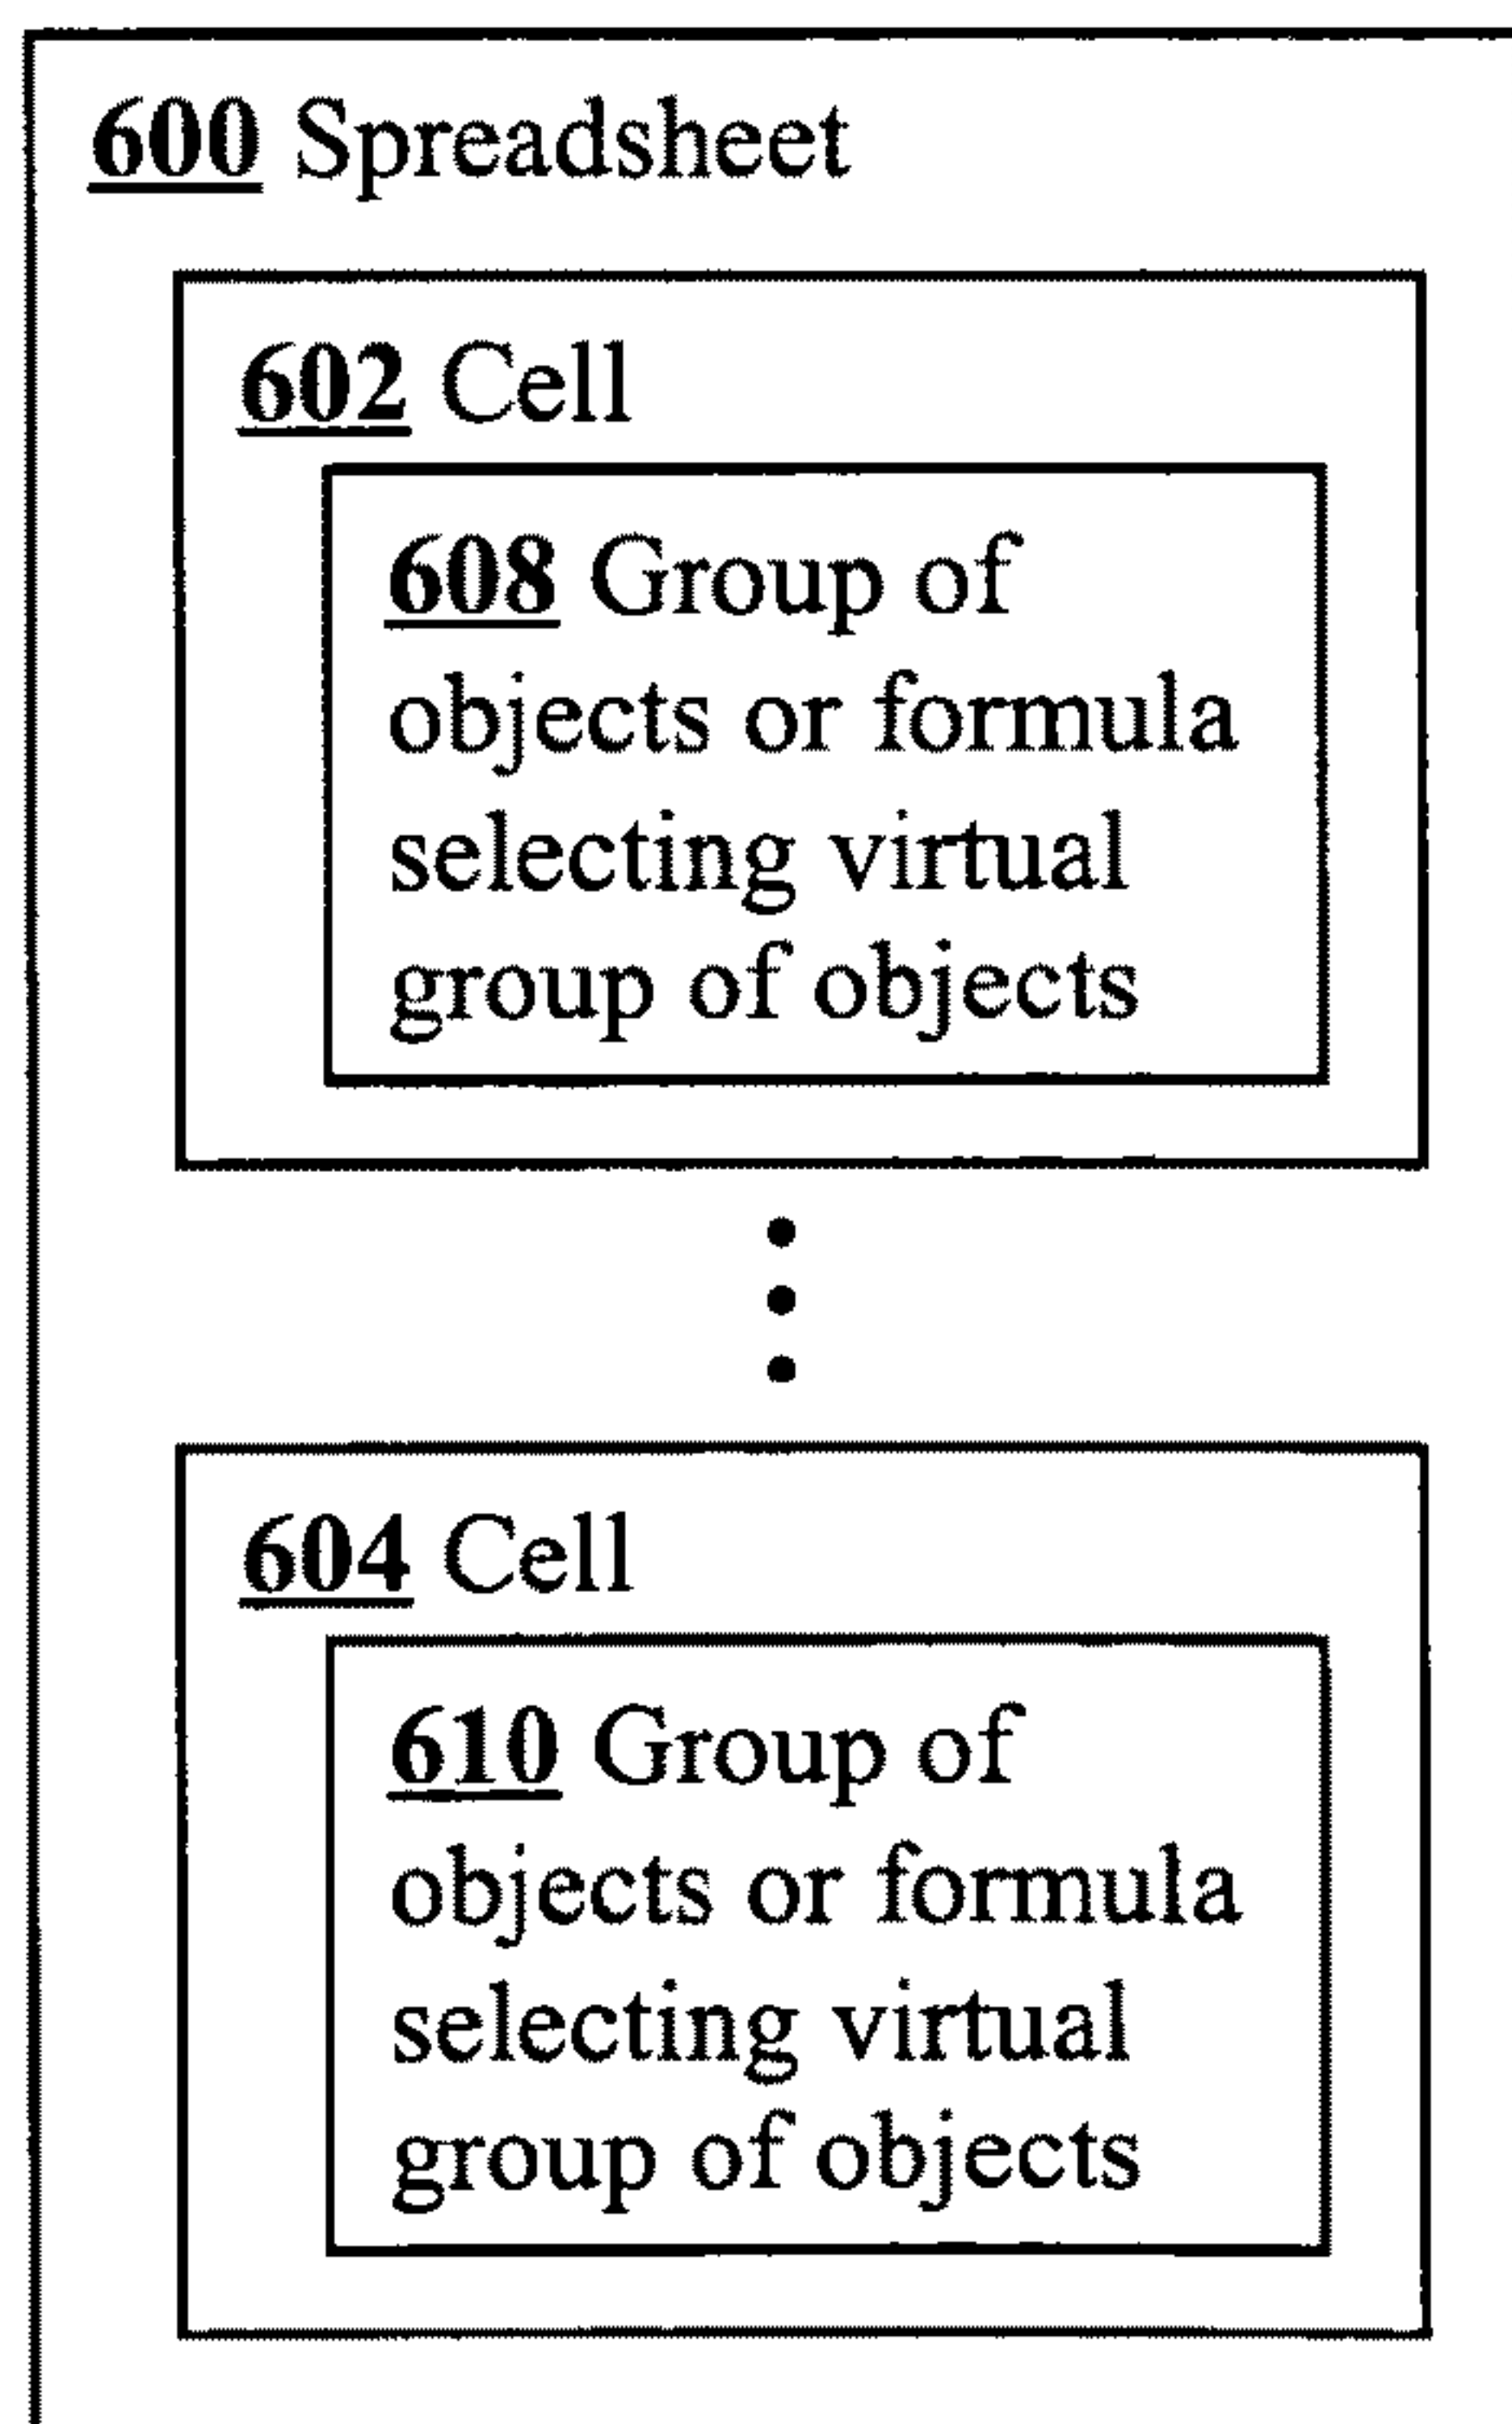 600 Spreadsheet
602 Cell
608 Group of
objects or formula
selecting virtual
group of objects
604 Cell
610 Group of
objects or formula
selecting virtual
group of objects